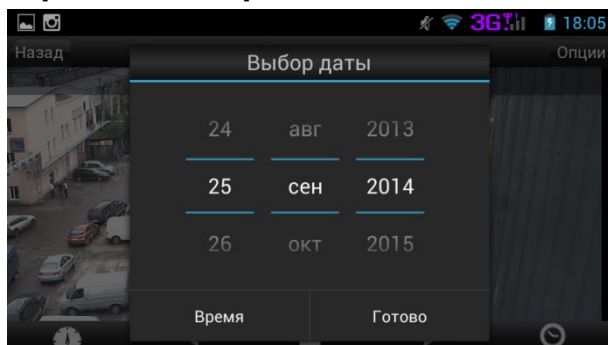 3G 18:05
Назад Опции
Выбор даты
24 авг 2013
25 сен 2014
26 окт 2015
Время Готово